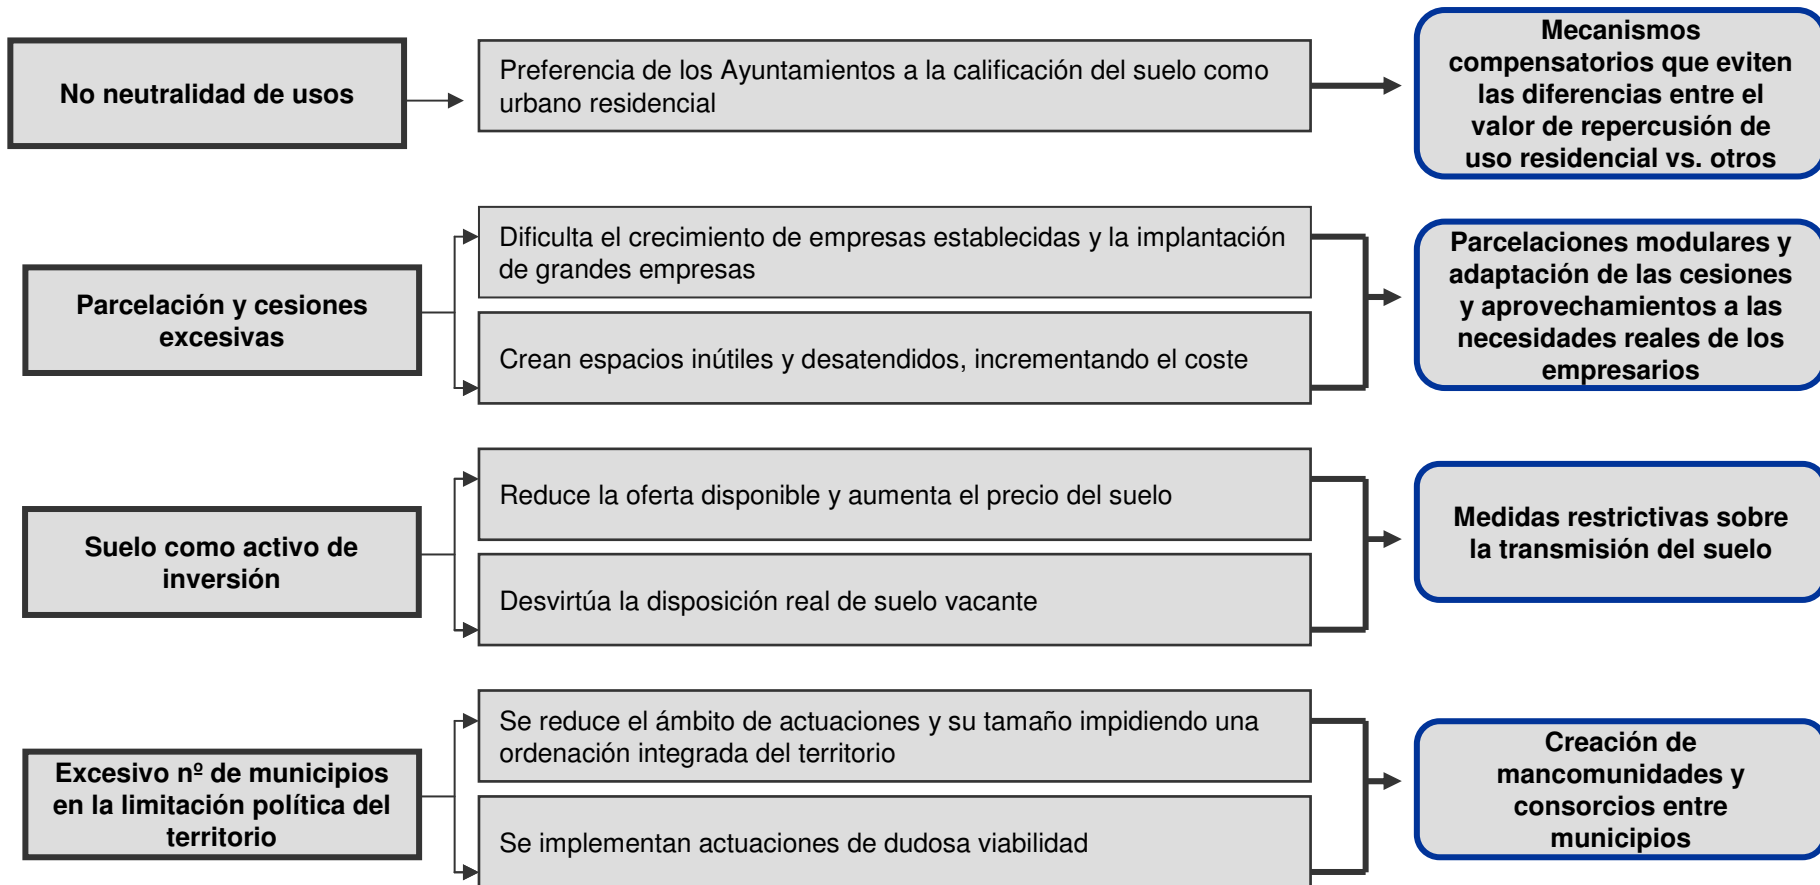 No neutralidad de usos
Preferencia de los Ayuntamientos a la calificación del suelo como
urbano residencial
Mecanismos
compensatorios que eviten
las diferencias entre el
valor de repercusión de
uso residencial vs. otros
Parcelación y cesiones
excesivas
Dificulta el crecimiento de empresas establecidas y la implantación
de grandes empresas
Crean espacios inútiles y desatendidos, incrementando el coste
Parcelaciones modulares y
adaptación de las cesiones
y aprovechamientos a las
necesidades reales de los
empresarios
Suelo como activo de
inversión
Reduce la oferta disponible y aumenta el precio del suelo
Desvirtúa la disposición real de suelo vacante
Medidas restrictivas sobre
la transmisión del suelo
Excesivo nº de municipios
en la limitación política del
territorio
Se reduce el ámbito de actuaciones y su tamaño impidiendo una
ordenación integrada del territorio
Se implementan actuaciones de dudosa viabilidad
Creación de
mancomunidades y
consorcios entre
municipios